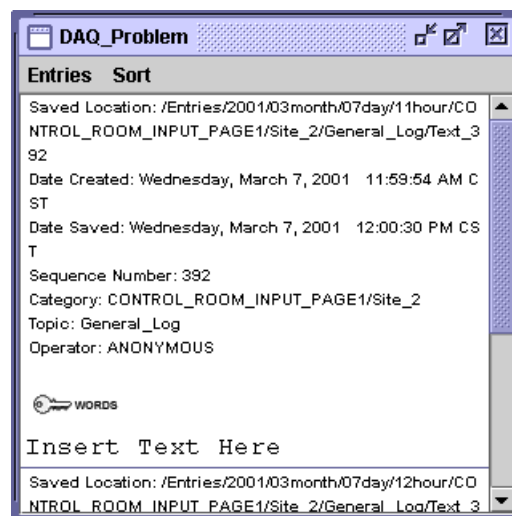 DAQ_Problem
Entries Sort
Saved Location: /Entries/2001/03month/07day/11hour/CO
NTROL_ROOM_INPUT_PAGE1/Site_2/General_Log/Text_3
92
Date Created: Wednesday, March 7, 2001 11:59:54 AM C
ST
Date Saved: Wednesday, March 7, 2001 12:00:30 PM CS
T
Sequence Number: 392
Category: CONTROL_ROOM_INPUT_PAGE1/Site_2
Topic: General_Log
Operator: ANONYMOUS
WORDS
Insert Text Here
Saved Location: /Entries/2001/03month/07day/12hour/CO
NTROL_ROOM_INPUT_PAGE1/Site_2/General_Log/Text_3